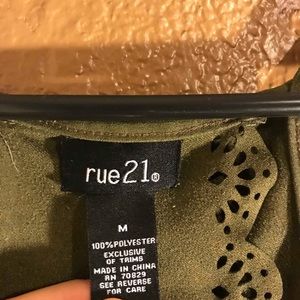 rue21®
M
100%POLYESTER
EXCLUSIVE
OF TRIMS
MADE IN CHINA
RN 70829
SEE REVERSE
FOR CARE